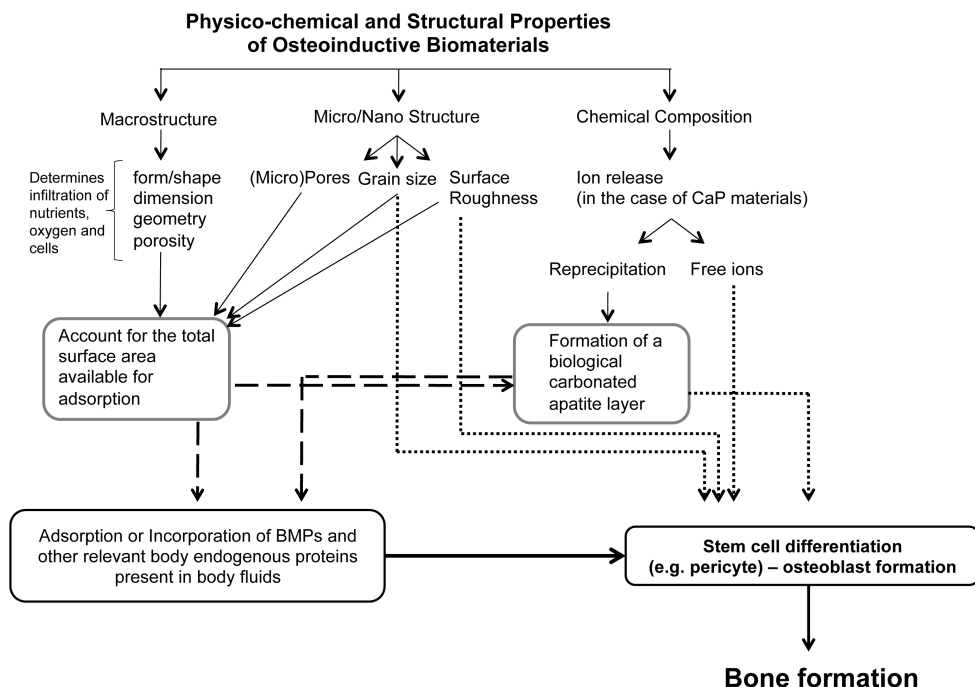 Physico-chemical and Structural Properties
of Osteoinductive Biomaterials
Macrostructure
Micro/Nano Structure
Chemical Composition
Determines
infiltration of
nutrients,
oxygen and
cells
form/shape
dimension
geometry
porosity
(Micro)Pores
Grain size
Surface
Roughness
Ion release
(in the case of CaP materials)
Reprecipitation
Free ions
Account for the total
surface area
available for
adsorption
Formation of a
biological
carbonated
apatite layer
Adsorption or Incorporation of BMPs and
other relevant body endogenous proteins
present in body fluids
Stem cell differentiation
(e.g. pericyte) – osteoblast formation
Bone formation